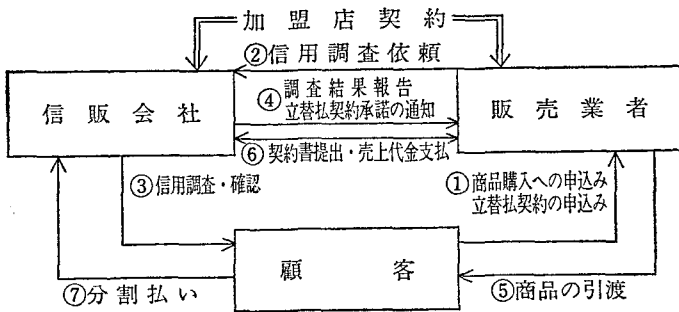 加盟店契約
②信用調査依頼
信販会社
④調査結果報告
立替払契約承諾の通知
販売業者
⑥契約書提出・売上代金支払
③信用調査・確認
①商品購入への申込み
立替払契約の申込み
顧客
⑦分割払い
⑤商品の引渡